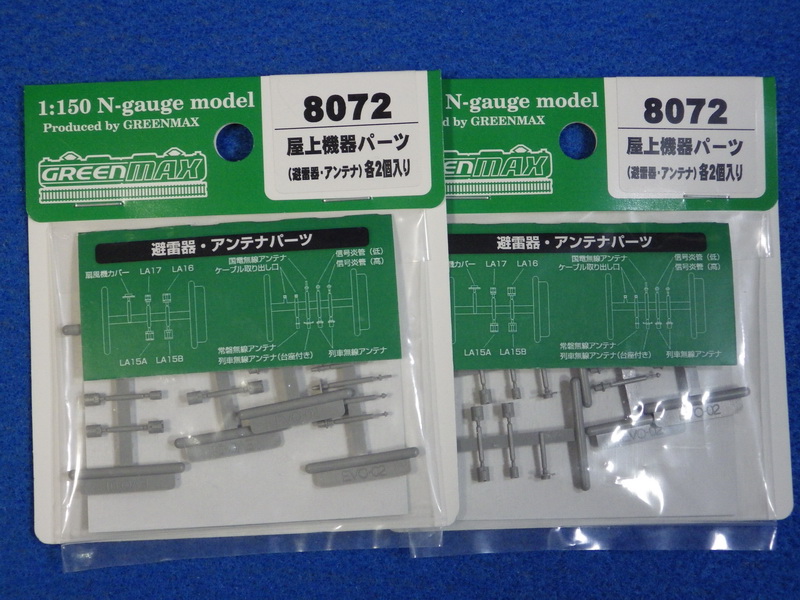 1:150 N-gauge model
Produced by GREENMAX
GREENMAX
8072
屋上機器パーツ
(避雷器・アンテナ)各2個入り
避雷器・アンテナパーツ
扇風機カバー LA17 LA16
国電無線アンテナ
ケーブル取り出し口
信号炎管(低)
信号炎管(高)
LA15A LA15B
常磐無線アンテナ
列車無線アンテナ(台座付き)
列車無線アンテナ
EVO-02
N-gauge model
by GREENMAX
GREENMAX
8072
屋上機器パーツ
(避雷器・アンテナ)各2個入り
避雷器・アンテナパーツ
機カバー LA17 LA16
国電無線アンテナ
ケーブル取り出し口
信号炎管(低)
信号炎管(高)
LA15A LA15B
常磐無線アンテナ
列車無線アンテナ(台座付き)
列車無線アンテナ
EVO-02